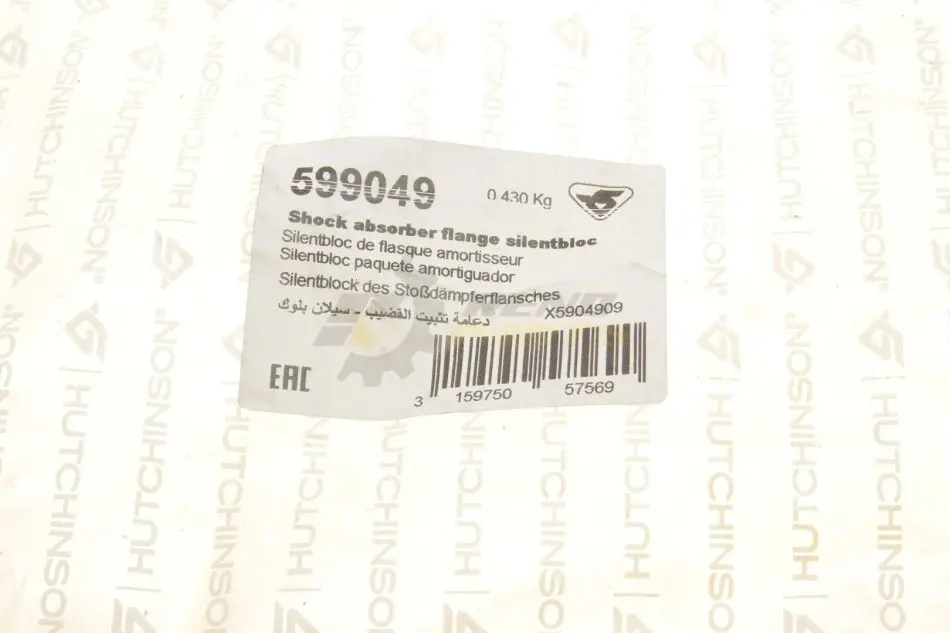 599049
0.430 Kg
Shock absorber flange silentbloc
Silentbloc de flasque amortisseur
Silentbloc paquete amortiguador
Silentblock des Stoßdämpferflansches
دعامة تثبيت القضيب - سيلان بلوك
X5904909
EAC
3 159750 57569
HUTCHINSON®